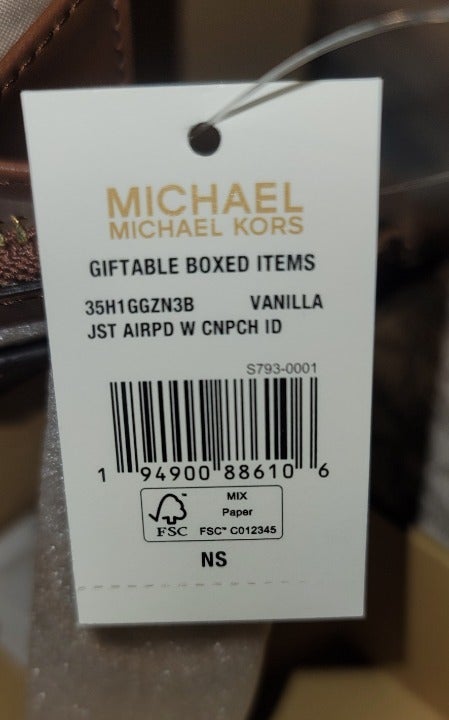 MICHAEL
MICHAEL KORS
GIFTABLE BOXED ITEMS
35H1GGZN3B VANILLA
JST AIRPD W CNPCH ID
S793-0001
1 94900 88610 6
MIX
Paper
FSC FSC™ C012345
NS